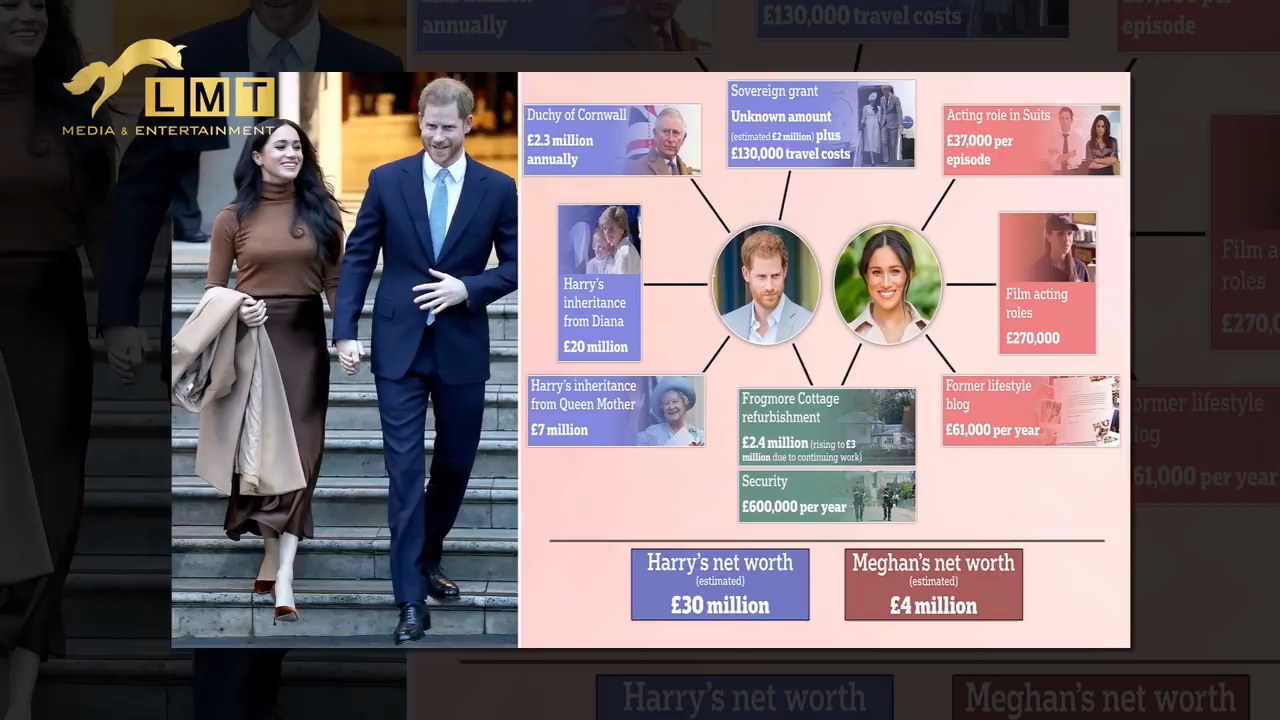 annually
£130,000 travel costs
episode
LMT
MEDIA & ENTERTAINMENT
Duchy of Cornwall
£2.3 million
annually
Sovereign grant
Unknown amount
(estimated £2 million) plus
£130,000 travel costs
Acting role in Suits
£37,000 per
episode
Harry's
inheritance
from Diana
£20 million
Film acting
roles
£270,000
Harry's inheritance
from Queen Mother
£7 million
Frogmore Cottage
refurbishment
£2.4 million (rising to £3
million due to continuing work)
Security
£600,000 per year
Former lifestyle
blog
£61,000 per year
Harry's net worth
(estimated)
£30 million
Meghan's net worth
(estimated)
£4 million
Film a
roles
£270,
ormer lifestyle
log
61,000 per year
Harry's net worth
Meghan's net worth